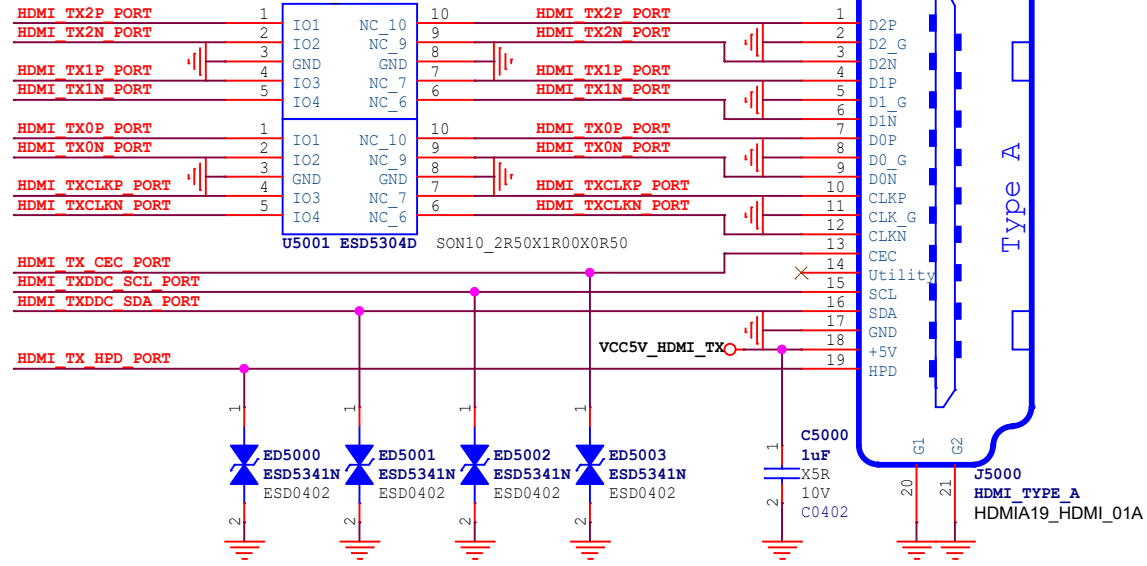 HDMI_TX2P_PORT 1 IO1 NC_10 10 HDMI_TX2P_PORT 1 D2P
HDMI_TX2N_PORT 2 IO2 NC_9 9 HDMI_TX2N_PORT 2 D2_G
3 GND GND 8 3 D2N
HDMI_TX1P_PORT 4 IO3 NC_7 7 HDMI_TX1P_PORT 4 D1P
HDMI_TX1N_PORT 5 IO4 NC_6 6 HDMI_TX1N_PORT 5 D1_G
6 D1N
HDMI_TX0P_PORT 1 IO1 NC_10 10 HDMI_TX0P_PORT 7 D0P
HDMI_TX0N_PORT 2 IO2 NC_9 9 HDMI_TX0N_PORT 8 D0_G
3 GND GND 8 9 D0N
HDMI_TXCLKP_PORT 4 IO3 NC_7 7 HDMI_TXCLKP_PORT 10 CLKP
HDMI_TXCLKN_PORT 5 IO4 NC_6 6 HDMI_TXCLKN_PORT 11 CLK_G
12 CLKN
U5001 ESD5304D SON10_2R50X1R00X0R50
13 CEC
HDMI_TX_CEC_PORT 14 Utility
HDMI_TXDDC_SCL_PORT 15 SCL
HDMI_TXDDC_SDA_PORT 16 SDA
17 GND
VCC5V_HDMI_TX 18 +5V
HDMI_TX_HPD_PORT 19 HPD
Type A
1 1 1 1 1
ED5000 ED5001 ED5002 ED5003
ESD5341N ESD5341N ESD5341N ESD5341N
ESD0402 ESD0402 ESD0402 ESD0402
2 2 2 2 2
C5000
1uF
X5R
10V
C0402
G1 G2
20 21
J5000
HDMI_TYPE_A
HDMIA19_HDMI_01A